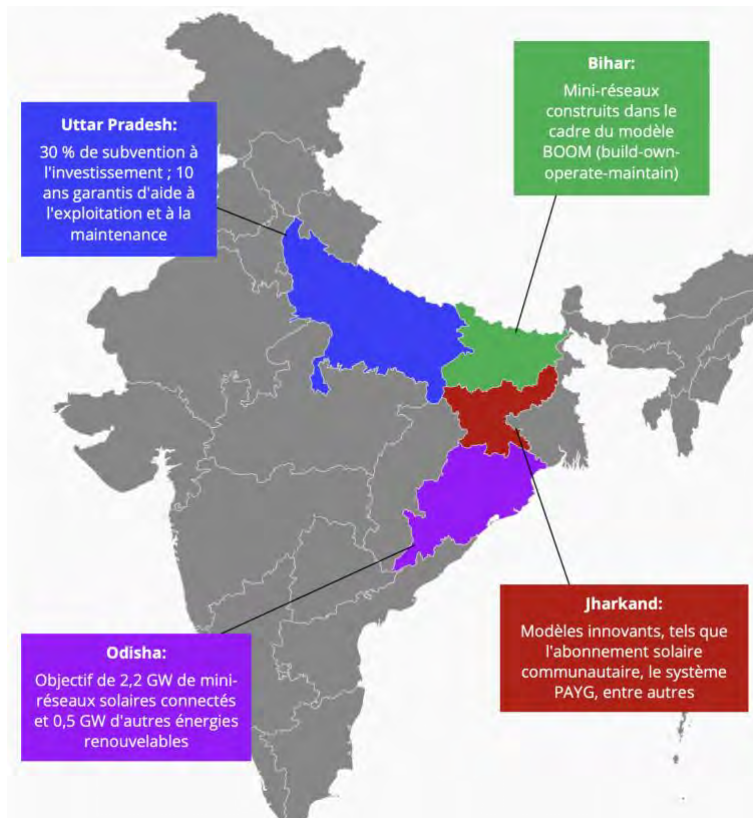 Bihar:
Mini-réseaux
construits dans le
cadre du modèle
BOOM (build-own-
operate-maintain)
Uttar Pradesh:
30 % de subvention à
l'investissement ; 10
ans garantis d'aide à
l'exploitation et à la
maintenance
Jharkand:
Modèles innovants, tels que
l'abonnement solaire
communautaire, le système
PAYG, entre autres
Odisha:
Objectif de 2,2 GW de mini-
réseaux solaires connectés
et 0,5 GW d'autres énergies
renouvelables